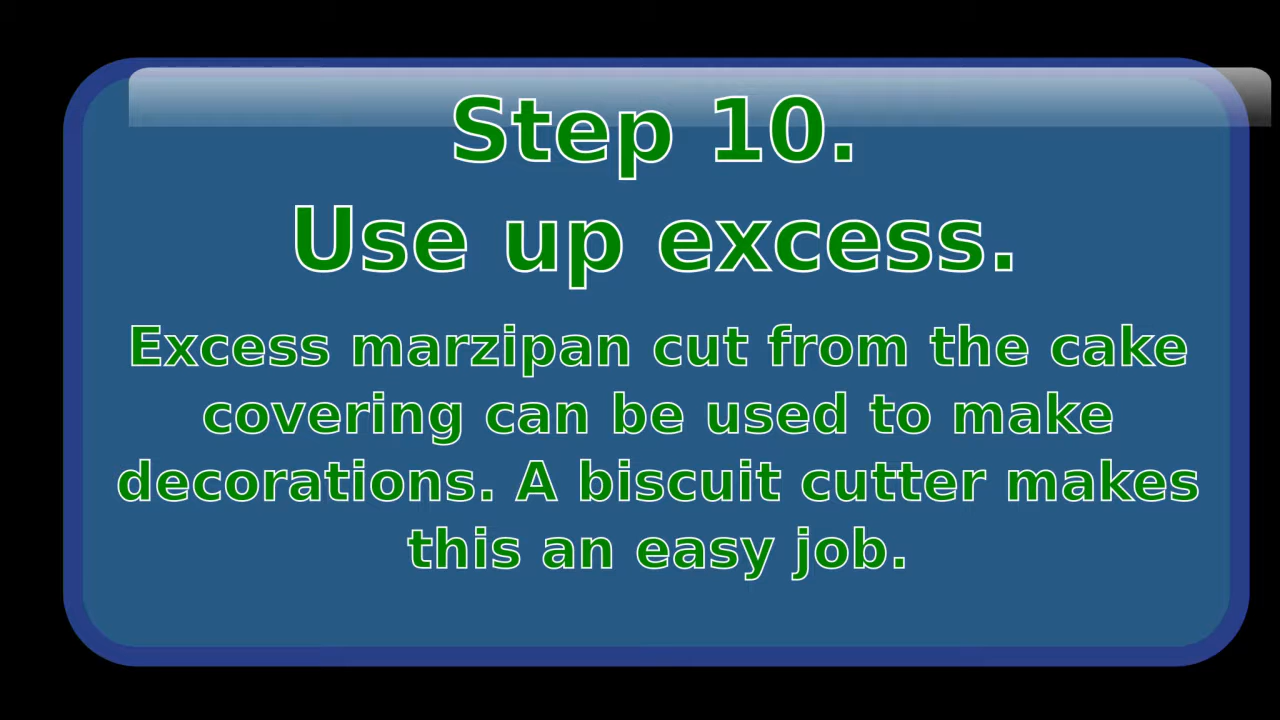 Step 10.
Use up excess.
Excess marzipan cut from the cake
covering can be used to make
decorations. A biscuit cutter makes
this an easy job.